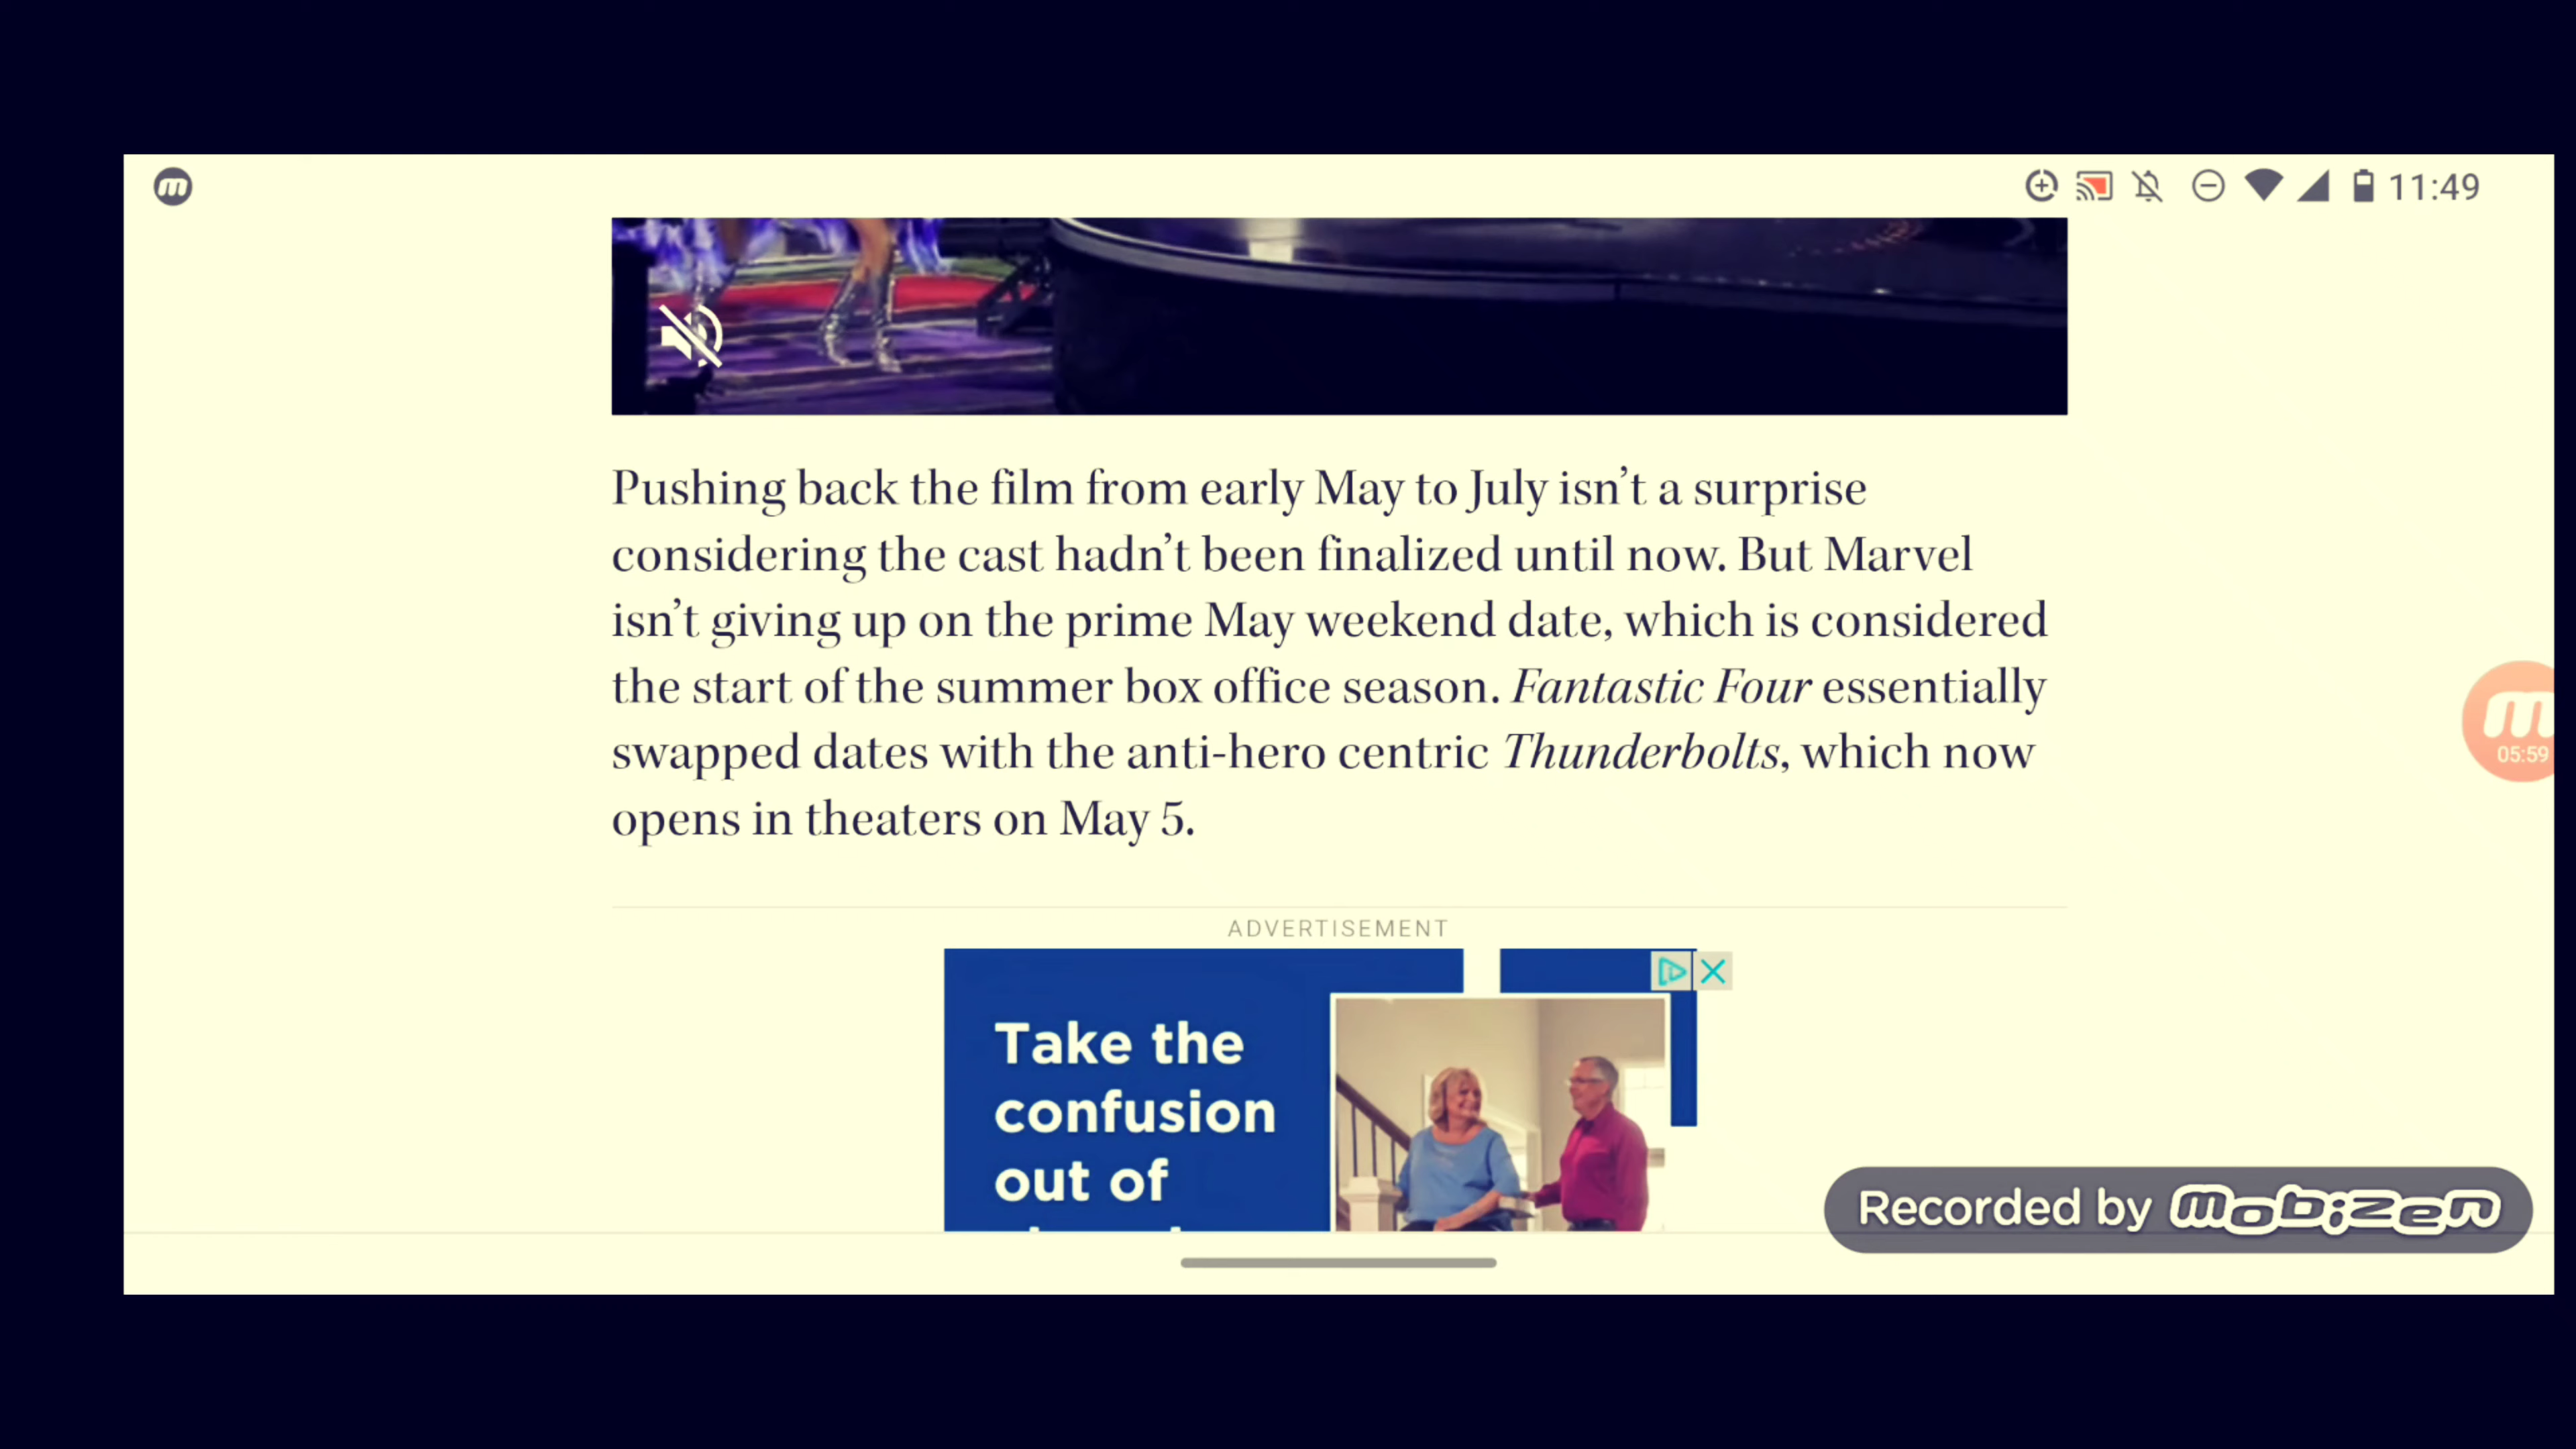 11:49
Pushing back the film from early May to July isn’t a surprise
considering the cast hadn’t been finalized until now. But Marvel
isn’t giving up on the prime May weekend date, which is considered
the start of the summer box office season. Fantastic Four essentially
swapped dates with the anti-hero centric Thunderbolts, which now
opens in theaters on May 5.
m
05:59
ADVERTISEMENT
Take the
confusion
out of
Recorded by mobizen